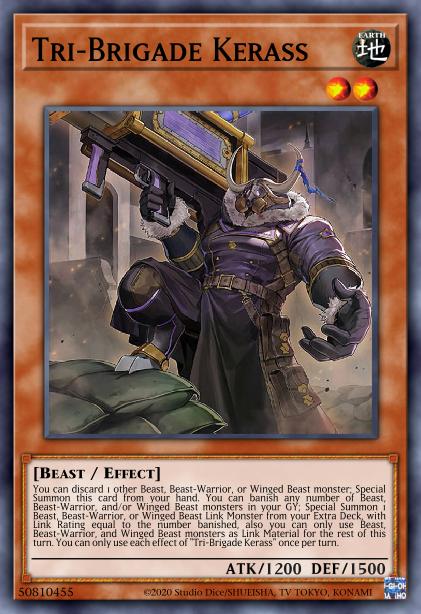 TRI-BRIGADE KERASS
EARTH
地
[BEAST / EFFECT]
You can discard 1 other Beast, Beast-Warrior, or Winged Beast monster; Special
Summon this card from your hand. You can banish any number of Beast,
Beast-Warrior, and/or Winged Beast monsters in your GY; Special Summon 1
Beast, Beast-Warrior, or Winged Beast Link Monster from your Extra Deck, with
Link Rating equal to the number banished, also you can only use Beast,
Beast-Warrior, and Winged Beast monsters as Link Material for the rest of this
turn. You can only use each effect of "Tri-Brigade Kerass" once per turn.
ATK/1200 DEF/1500
50810455
©2020 Studio Dice/SHUEISHA, TV TOKYO, KONAMI